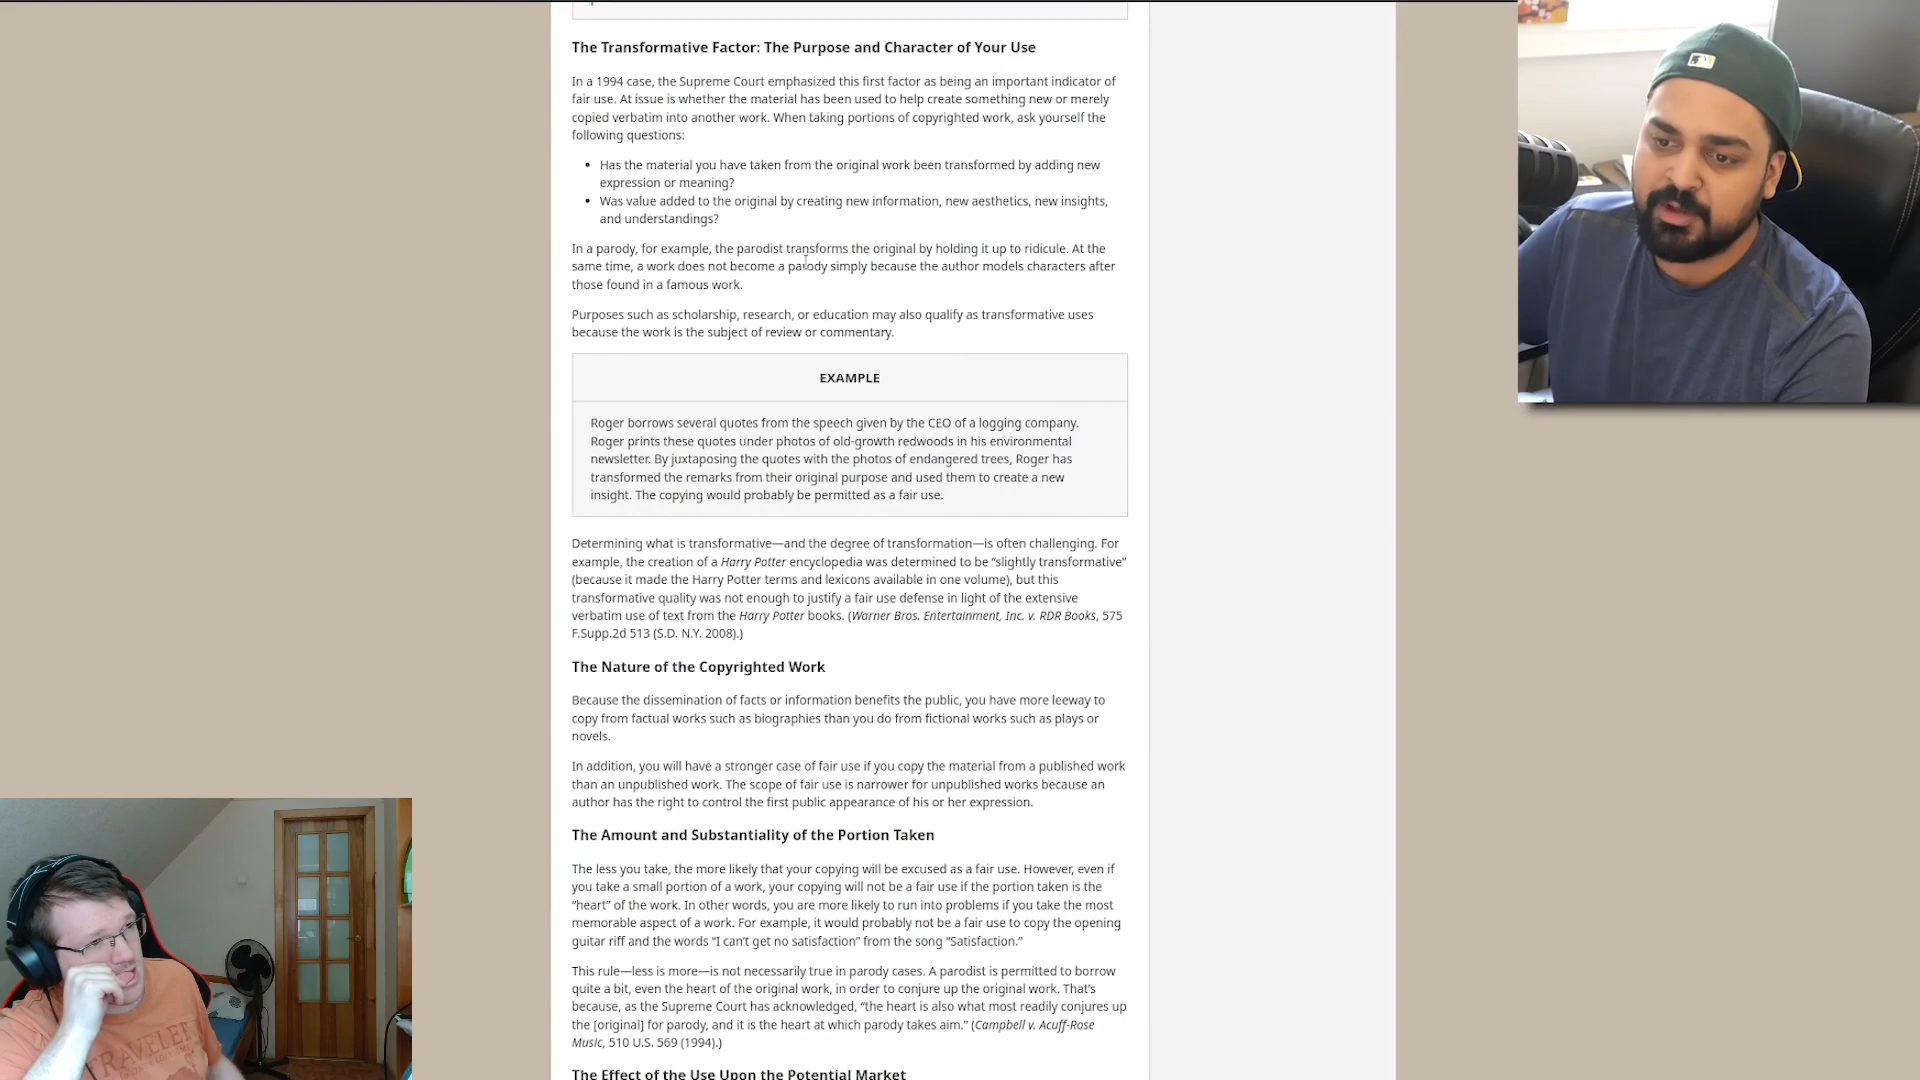 The Transformative Factor: The Purpose and Character of Your Use
In a 1994 case, the Supreme Court emphasized this first factor as being an important indicator of
fair use. At issue is whether the material has been used to help create something new or merely
copied verbatim into another work. When taking portions of copyrighted work, ask yourself the
following questions:
• Has the material you have taken from the original work been transformed by adding new
expression or meaning?
• Was value added to the original by creating new information, new aesthetics, new insights,
and understandings?
In a parody, for example, the parodist transforms the original by holding it up to ridicule. At the
same time, a work does not become a parody simply because the author models characters after
those found in a famous work.
Purposes such as scholarship, research, or education may also qualify as transformative uses
because the work is the subject of review or commentary.
EXAMPLE
Roger borrows several quotes from the speech given by the CEO of a logging company.
Roger prints these quotes under photos of old-growth redwoods in his environmental
newsletter. By juxtaposing the quotes with the photos of endangered trees, Roger has
transformed the remarks from their original purpose and used them to create a new
insight. The copying would probably be permitted as a fair use.
Determining what is transformative—and the degree of transformation—is often challenging. For
example, the creation of a Harry Potter encyclopedia was determined to be “slightly transformative”
(because it made the Harry Potter terms and lexicons available in one volume), but this
transformative quality was not enough to justify a fair use defense in light of the extensive
verbatim use of text from the Harry Potter books. (Warner Bros. Entertainment, Inc. v. RDR Books, 575
F.Supp.2d 513 (S.D. N.Y. 2008).)
The Nature of the Copyrighted Work
Because the dissemination of facts or information benefits the public, you have more leeway to
copy from factual works such as biographies than you do from fictional works such as plays or
novels.
In addition, you will have a stronger case of fair use if you copy the material from a published work
than an unpublished work. The scope of fair use is narrower for unpublished works because an
author has the right to control the first public appearance of his or her expression.
The Amount and Substantiality of the Portion Taken
The less you take, the more likely that your copying will be excused as a fair use. However, even if
you take a small portion of a work, your copying will not be a fair use if the portion taken is the
“heart” of the work. In other words, you are more likely to run into problems if you take the most
memorable aspect of a work. For example, it would probably not be a fair use to copy the opening
guitar riff and the words “I can’t get no satisfaction” from the song “Satisfaction.”
This rule—less is more—is not necessarily true in parody cases. A parodist is permitted to borrow
quite a bit, even the heart of the original work, in order to conjure up the original work. That’s
because, as the Supreme Court has acknowledged, “the heart is also what most readily conjures up
the [original] for parody, and it is the heart at which parody takes aim.” (Campbell v. Acuff-Rose
Music, 510 U.S. 569 (1994).)
The Effect of the Use Upon the Potential Market
TRAVELER